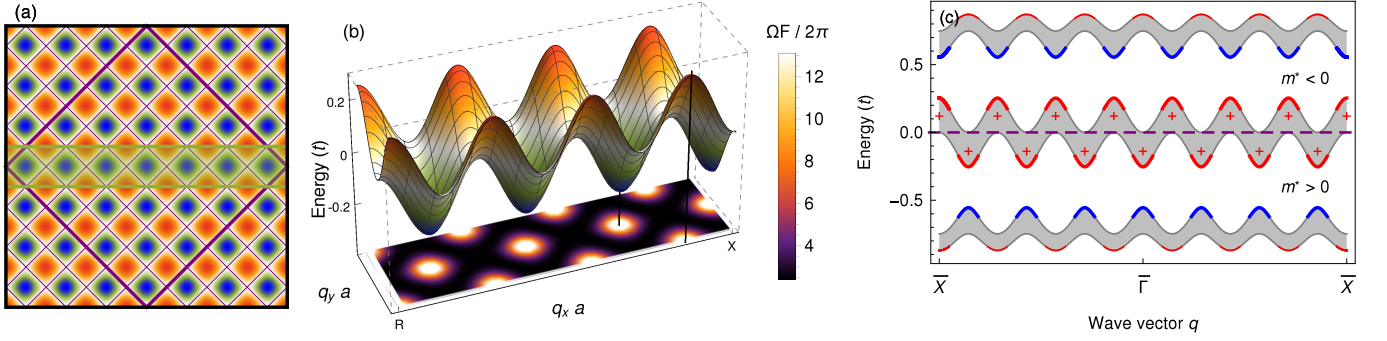 (a)
(b)
Energy (t)
0.2
0
-0.2
q_y a
R
q_x a
X
ΩF / 2π
12
10
8
6
4
(c)
Energy (t)
0.5
0.0
−0.5
m* < 0
m* > 0
X̅
Γ̅
X̅
Wave vector q